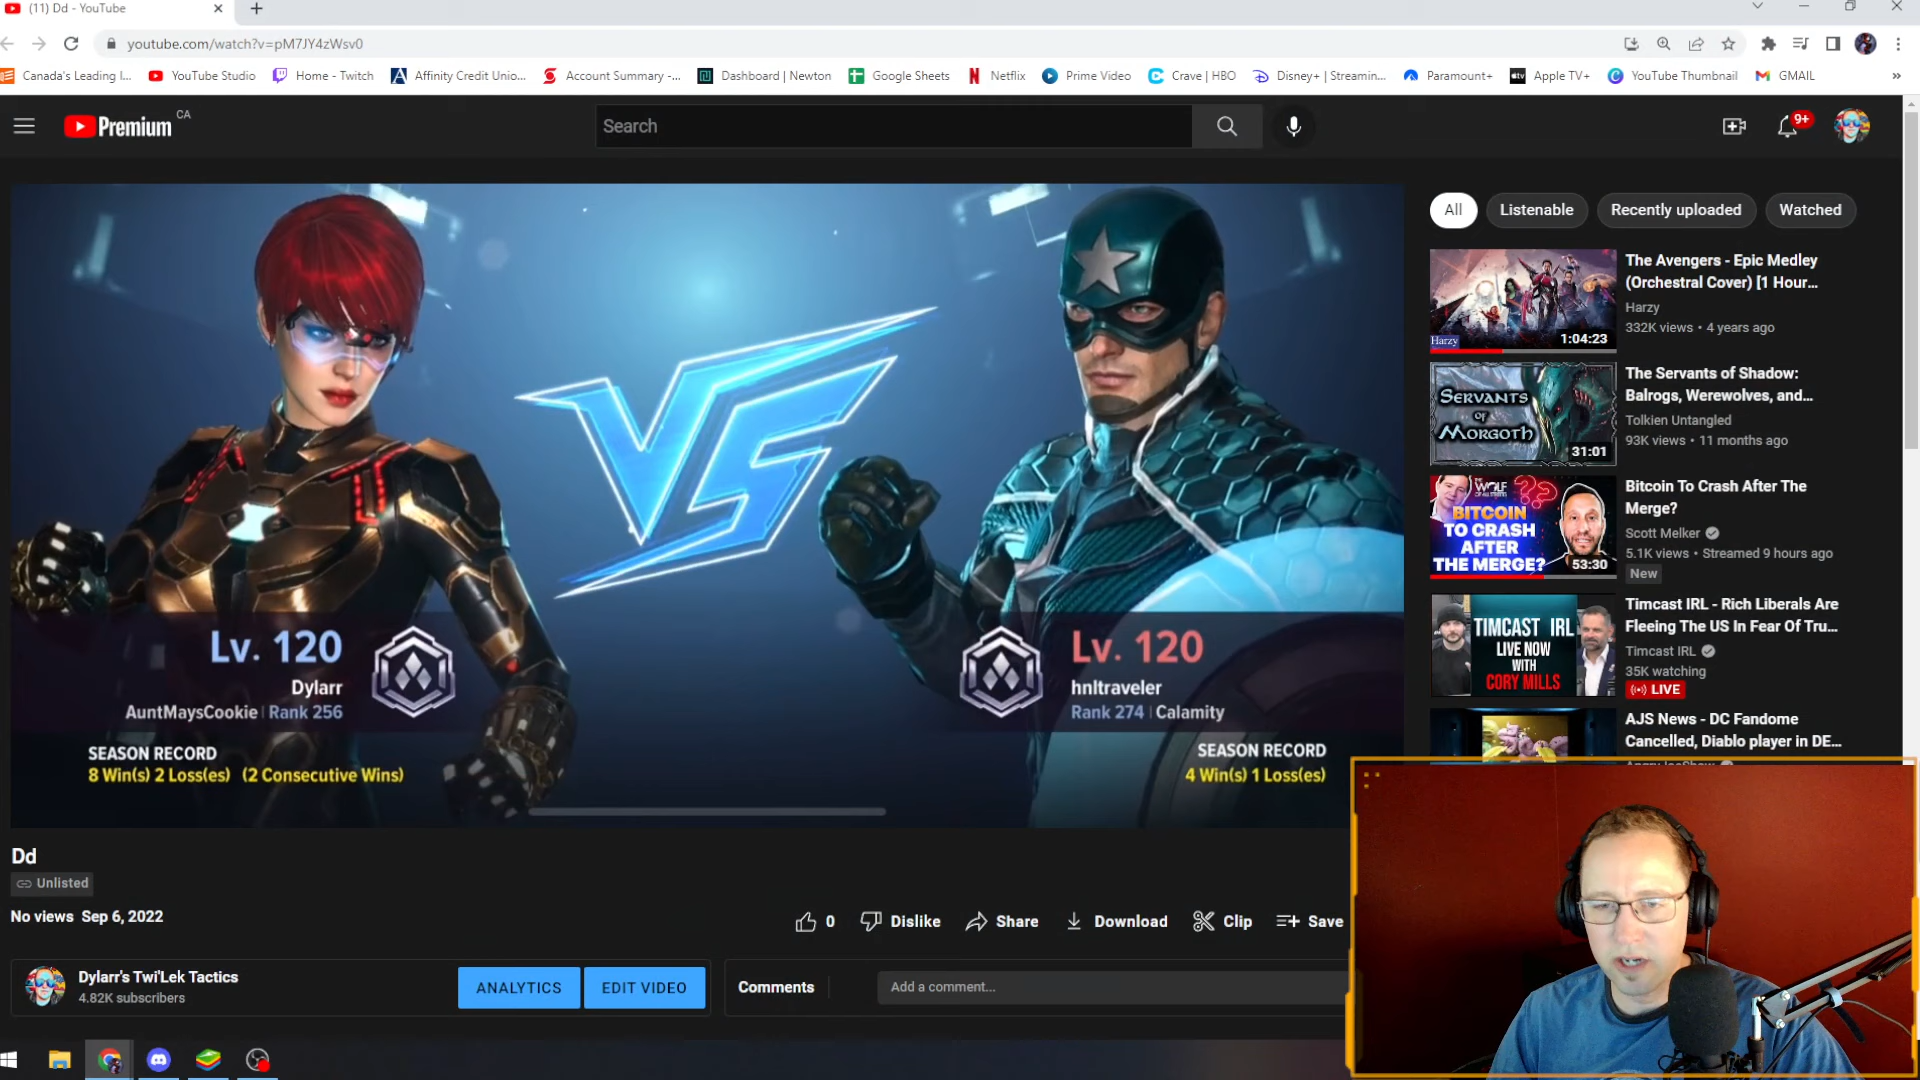 (11) Dd - YouTube
youtube.com/watch?v=pM7JY4zWsv0
Canada's Leading I...
YouTube Studio
Home - Twitch
Affinity Credit Unio...
Account Summary -...
Dashboard | Newton
Google Sheets
Netflix
Prime Video
Crave | HBO
Disney+ | Streamin...
Paramount+
Apple TV+
YouTube Thumbnail
GMAIL
»
Premium CA
Search
9+
All
Listenable
Recently uploaded
Watched
VS
Lv. 120
Dylarr
AuntMaysCookie | Rank 256
SEASON RECORD
8 Win(s) 2 Loss(es) (2 Consecutive Wins)
Lv. 120
hnltraveler
Rank 274 | Calamity
SEASON RECORD
4 Win(s) 1 Loss(es)
Harzy
1:04:23
The Avengers - Epic Medley
(Orchestral Cover) [1 Hour...
Harzy
332K views • 4 years ago
SERVANTS
OF
MORGOTH
31:01
The Servants of Shadow:
Balrogs, Werewolves, and...
Tolkien Untangled
93K views • 11 months ago
WOLF
??
BITCOIN
TO CRASH
AFTER
THE MERGE?
53:30
Bitcoin To Crash After The
Merge?
Scott Melker
5.1K views • Streamed 9 hours ago
New
TIMCAST IRL
LIVE NOW
WITH
CORY MILLS
Timcast IRL - Rich Liberals Are
Fleeing The US In Fear Of Tru...
Timcast IRL
35K watching
LIVE
AJS News - DC Fandome
Cancelled, Diablo player in DE...
Dd
Unlisted
No views Sep 6, 2022
0
Dislike
Share
Download
Clip
Save
Dylarr's Twi'Lek Tactics
4.82K subscribers
ANALYTICS
EDIT VIDEO
Comments
Add a comment...